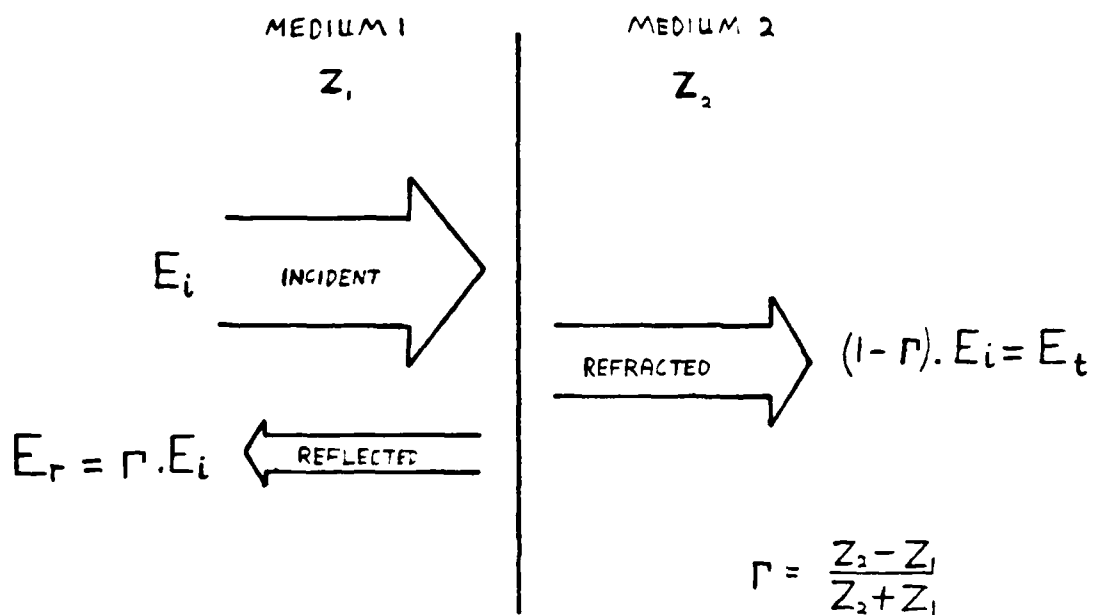 MEDIUM 1
Z₁
MEDIUM 2
Z₂
Eᵢ
INCIDENT
REFRACTED
(1-Γ).Eᵢ=Eₜ
Eᵣ = Γ.Eᵢ
REFLECTED
Γ = (Z₂-Z₁)/(Z₂+Z₁)